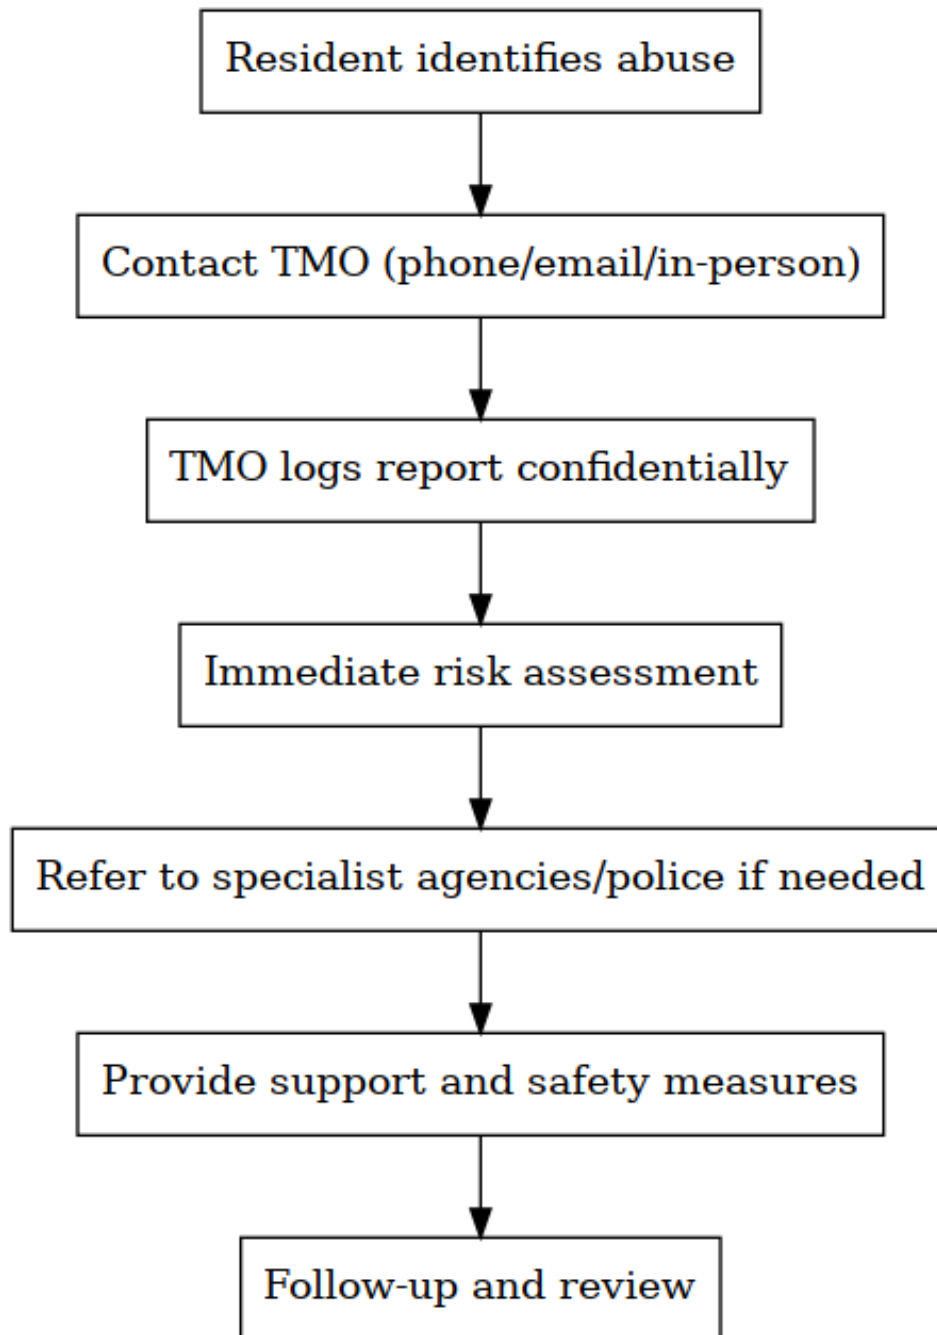 Resident identifies abuse
Contact TMO (phone/email/in-person)
TMO logs report confidentially
Immediate risk assessment
Refer to specialist agencies/police if needed
Provide support and safety measures
Follow-up and review